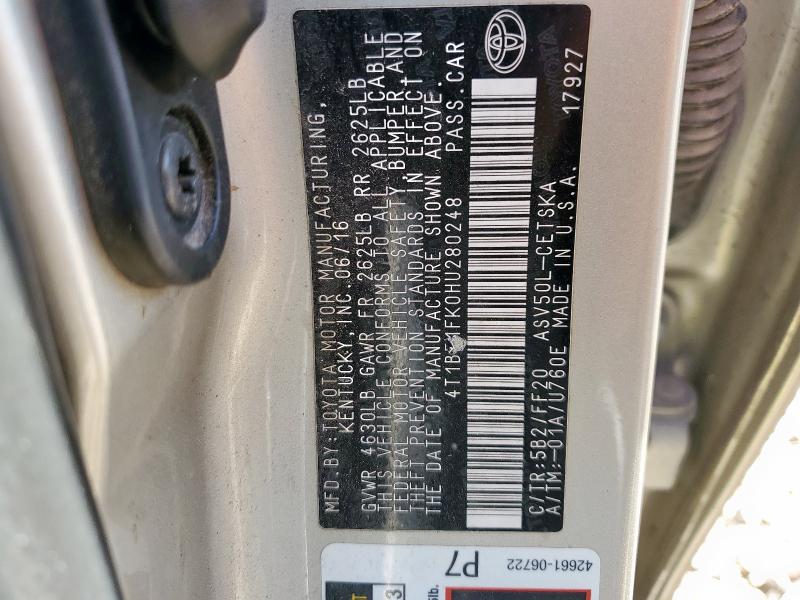 MFD.BY:TOYOTA MOTOR MANUFACTURING,
KENTUCKY, INC. 06/16
GVWR 4630LB GAWR FR 2625LB RR 2625LB
THIS VEHICLE CONFORMS TO ALL APPLICABLE
FEDERAL MOTOR VEHICLE SAFETY, BUMPER, AND
THEFT PREVENTION STANDARDS IN EFFECT ON
THE DATE OF MANUFACTURE SHOWN ABOVE.
PASS.CAR
C/TR:5B2/FF20 ASV50L-CETSKA
A/TM:-01A/U760E MADE IN U.S.A. 17927
P7
42661-06722